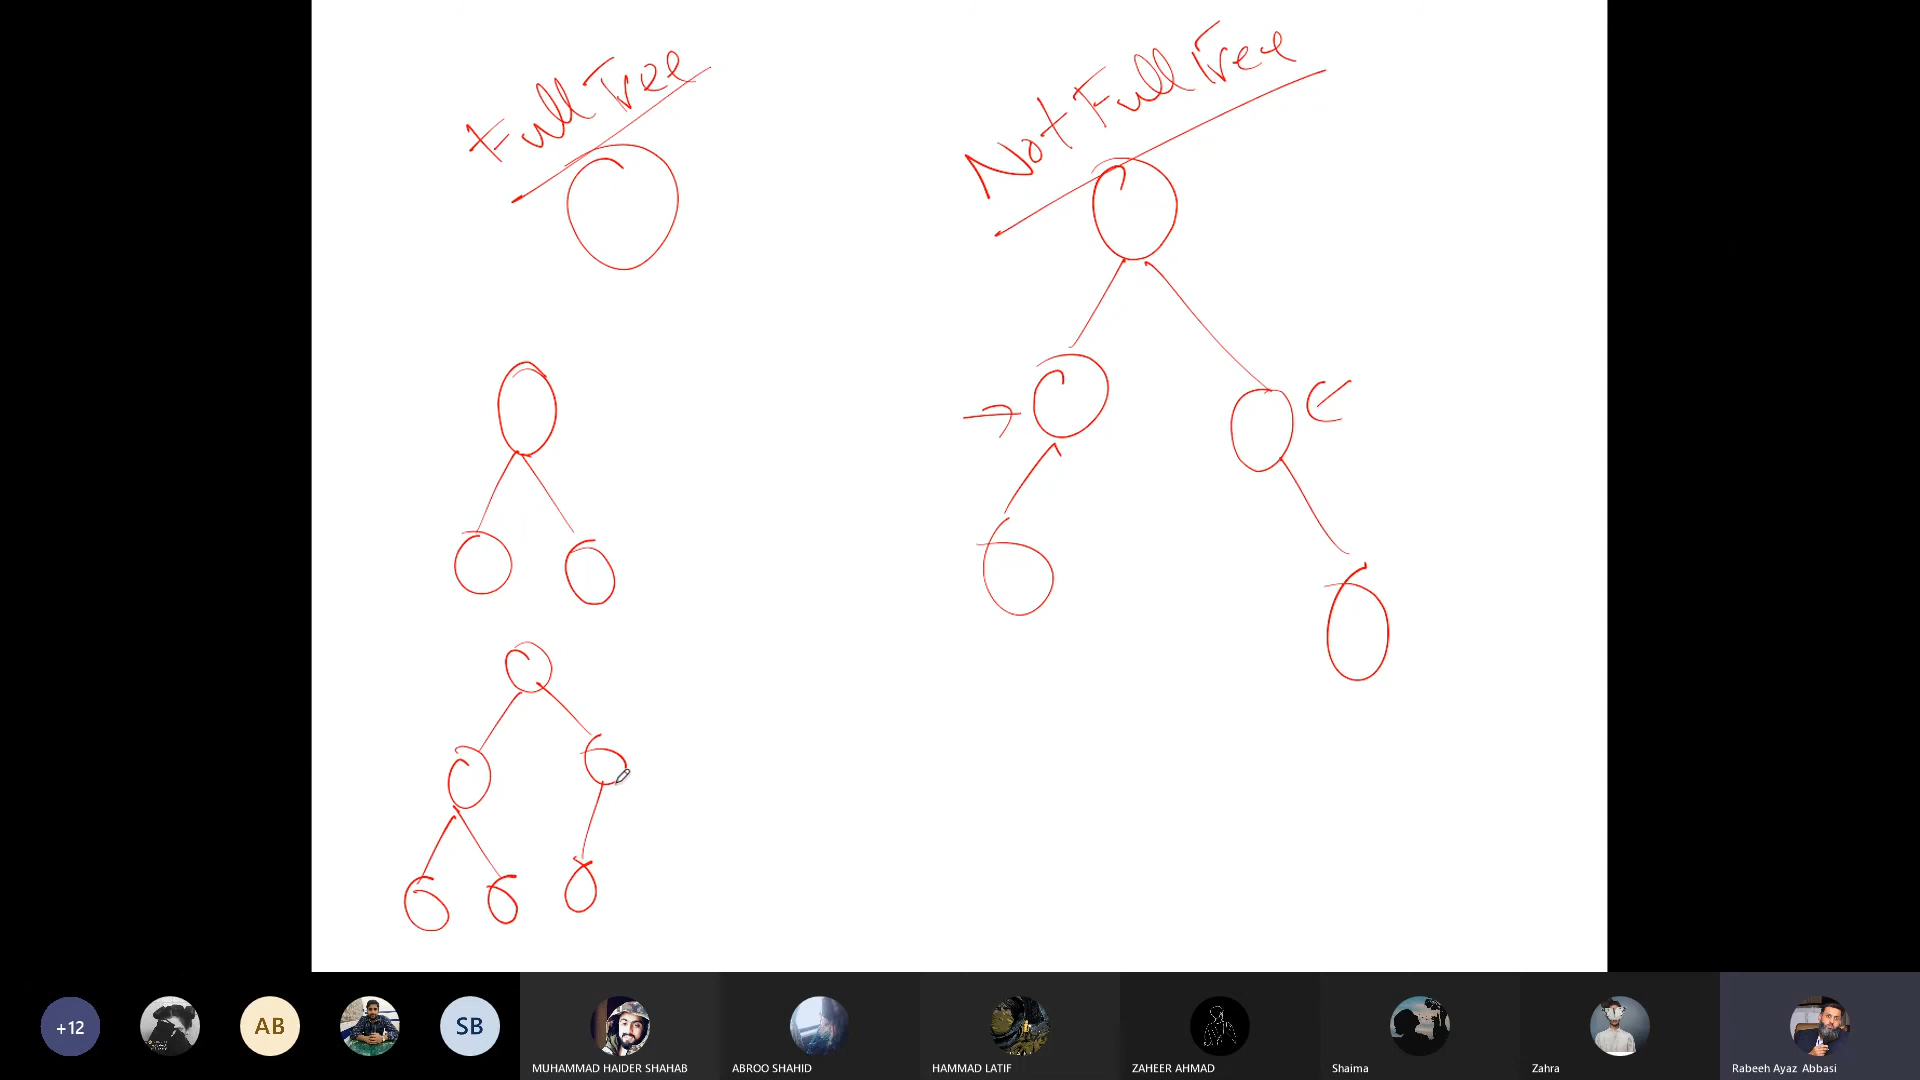 Full Tree
Not Full Tree
+12
AB
SB
MUHAMMAD HAIDER SHAHAB
ABROO SHAHID
HAMMAD LATIF
ZAHEER AHMAD
Shaima
Zahra
Rabeeh Ayaz Abbasi